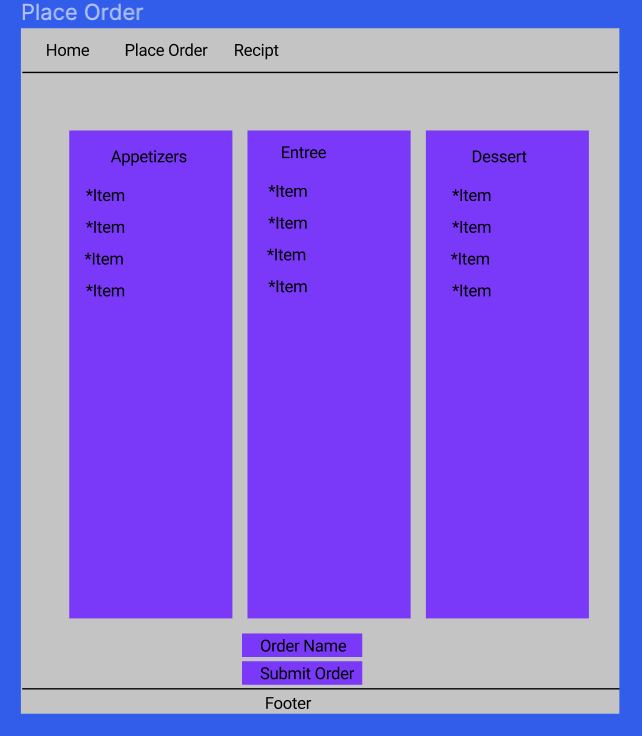 Place Order
Home Place Order Recipt
Appetizers
*Item
*Item
*Item
*Item
Entree
*Item
*Item
*Item
*Item
Dessert
*Item
*Item
*Item
*Item
Order Name
Submit Order
Footer